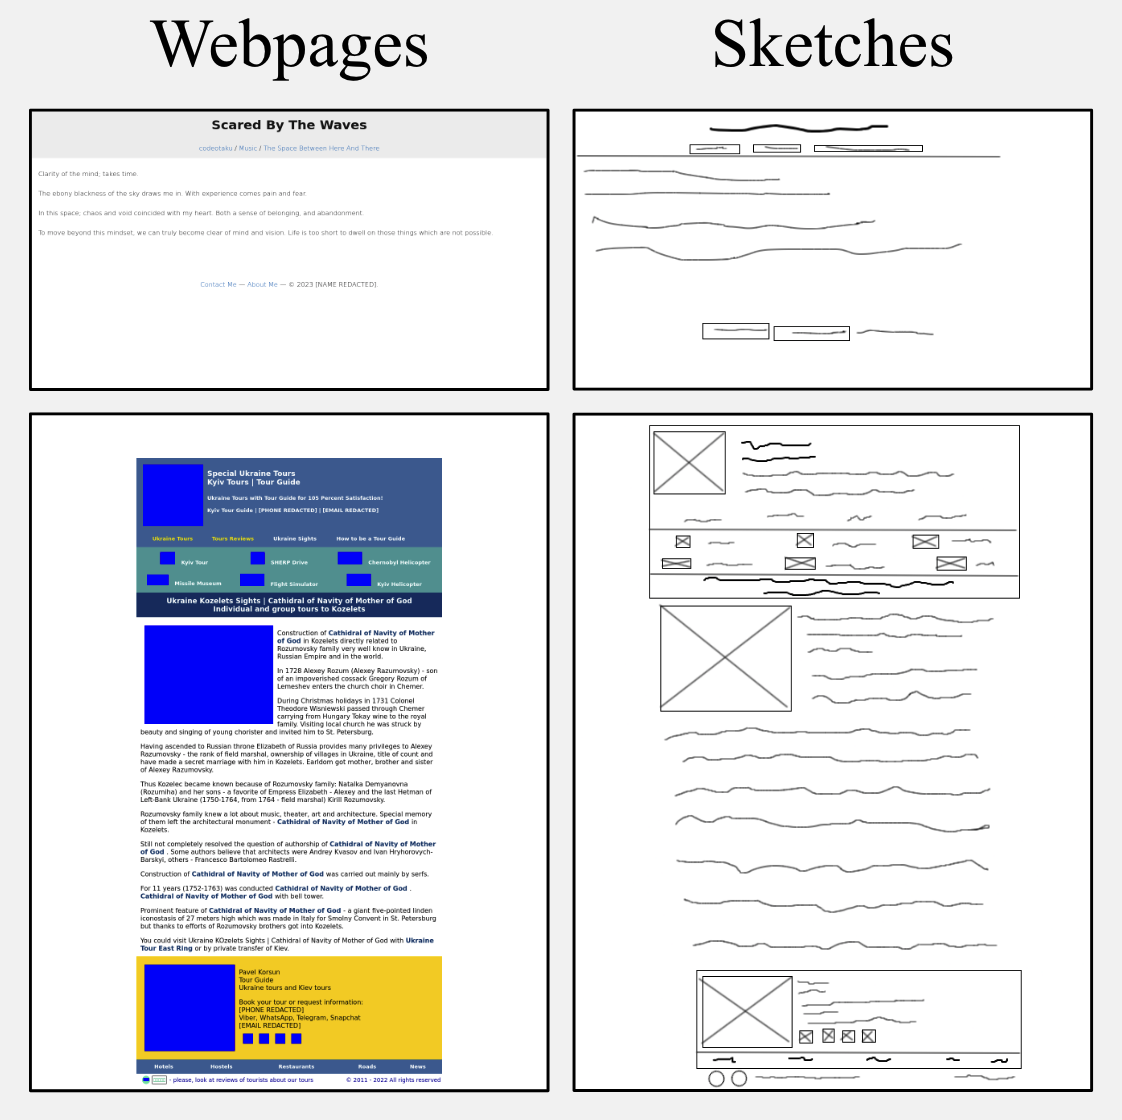 Webpages
Sketches
Scared By The Waves
codeotaku / Music / The Space Between Here And There
Clarity of the mind; takes time.
The ebony blackness of the sky draws me in. With experience comes pain and fear.
In this space; chaos and void coincided with my heart. Both a sense of belonging, and abandonment.
To move beyond this mindset, we can truly become clear of mind and vision. Life is too short to dwell on those things which are not possible.
Contact Me — About Me — © 2023 [NAME REDACTED].
Special Ukraine Tours
Kyiv Tours | Tour Guide
Ukraine Tours with Tour Guide for 105 Percent Satisfaction!
Kyiv Tour Guide | [PHONE REDACTED] | [EMAIL REDACTED]
Ukraine Tours Tours Reviews Ukraine Sights How to be a Tour Guide
Kyiv Tour SHERP Drive Chernobyl Helicopter
Missile Museum Flight Simulator Kyiv Helicopter
Ukraine Kozelets Sights | Cathidral of Navity of Mother of God
Individual and group tours to Kozelets
Construction of Cathidral of Navity of Mother
of God in Kozelets directly related to
Rozumovsky family very well know in Ukraine,
Russian Empire and in the world.
In 1728 Alexey Rozum (Alexey Razumovsky) - son
of an impoverished cossack Gregory Rozum of
Lemeshev enters the church choir in Chemer.
During Christmas holidays in 1731 Colonel
Theodore Wisniewski passed through Chemer
carrying from Hungary Tokay wine to the royal
family. Visiting local church he was struck by
beauty and singing of young chorister and invited him to St. Petersburg.
Having ascended to Russian throne Elizabeth of Russia provides many privileges to Alexey
Rozumovsky - the rank of field marshal, ownership of villages in Ukraine, title of count and
have made a secret marriage with him in Kozelets. Earldom got mother, brother and sister
of Alexey Razumovsky.
Thus Kozelec became known because of Rozumovsky family: Natalka Demyanovna
(Rozumiha) and her sons - a favorite of Empress Elizabeth - Alexey and the last Hetman of
Left-Bank Ukraine (1750-1764, from 1764 - field marshal) Kirill Rozumovsky.
Rozumovsky family knew a lot about music, theater, art and architecture. Special memory
of them left the architectural monument - Cathidral of Navity of Mother of God in
Kozelets.
Still not completely resolved the question of authorship of Cathidral of Navity of Mother
of God . Some authors believe that architects were Andrey Kvasov and Ivan Hryhorovych-
Barskyi, others - Francesco Bartolomeo Rastrelli.
Construction of Cathidral of Navity of Mother of God was carried out mainly by serfs.
For 11 years (1752-1763) was conducted Cathidral of Navity of Mother of God .
Cathidral of Navity of Mother of God with bell tower.
Prominent feature of Cathidral of Navity of Mother of God - a giant five-pointed linden
iconostasis of 27 meters high which was made in Italy for Smolny Convent in St. Petersburg
but thanks to efforts of Rozumovsky brothers got into Kozelets.
You could visit Ukraine KOzelets Sights | Cathidral of Navity of Mother of God with Ukraine
Tour East Ring or by private transfer of Kiev.
Pavel Korsun
Tour Guide
Ukraine tours and Kiev tours
Book your tour or request information:
[PHONE REDACTED]
Viber, WhatsApp, Telegram, Snapchat
[EMAIL REDACTED]
Hotels Hostels Restaurants Roads News
- please, look at reviews of tourists about our tours © 2011 - 2022 All rights reserved